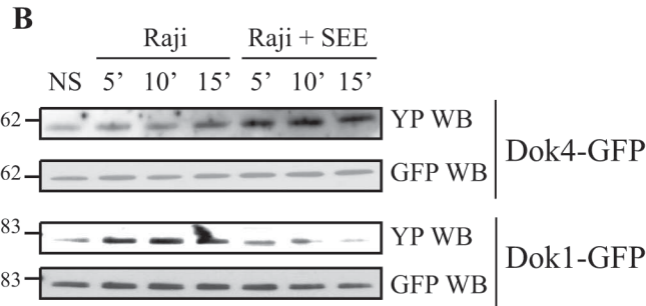 B
Raji Raji + SEE
NS 5’ 10’ 15’ 5’ 10’ 15’
62 YP WB
Dok4-GFP
62 GFP WB
83 YP WB
Dok1-GFP
83 GFP WB